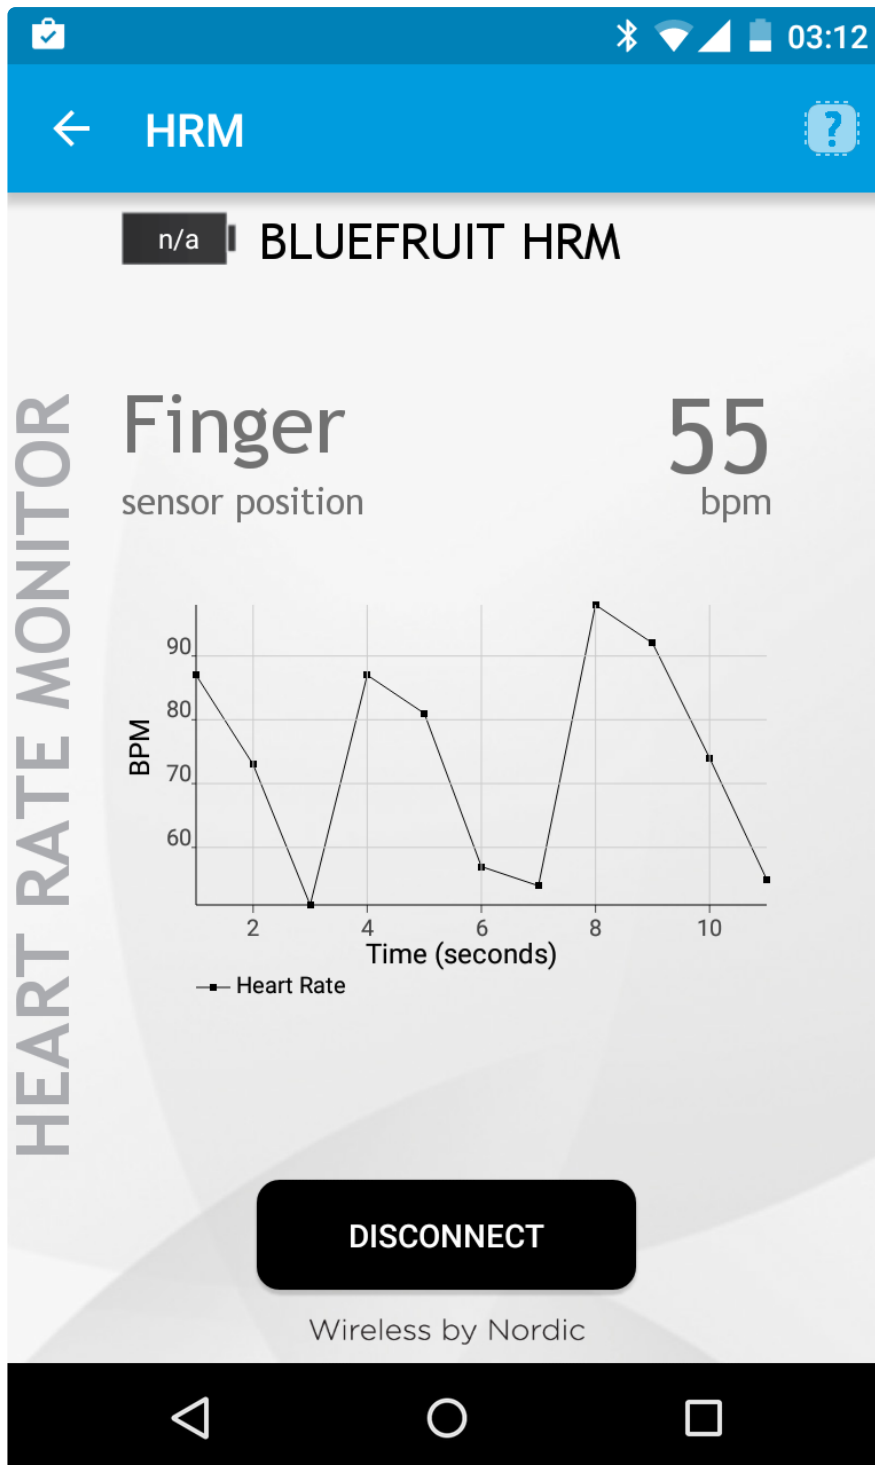 03:12
HRM
?
n/a BLUEFRUIT HRM
HEART RATE MONITOR
Finger 55
sensor position bpm
90
80
70
60
BPM
2 4 6 8 10
Time (seconds)
Heart Rate
DISCONNECT
Wireless by Nordic